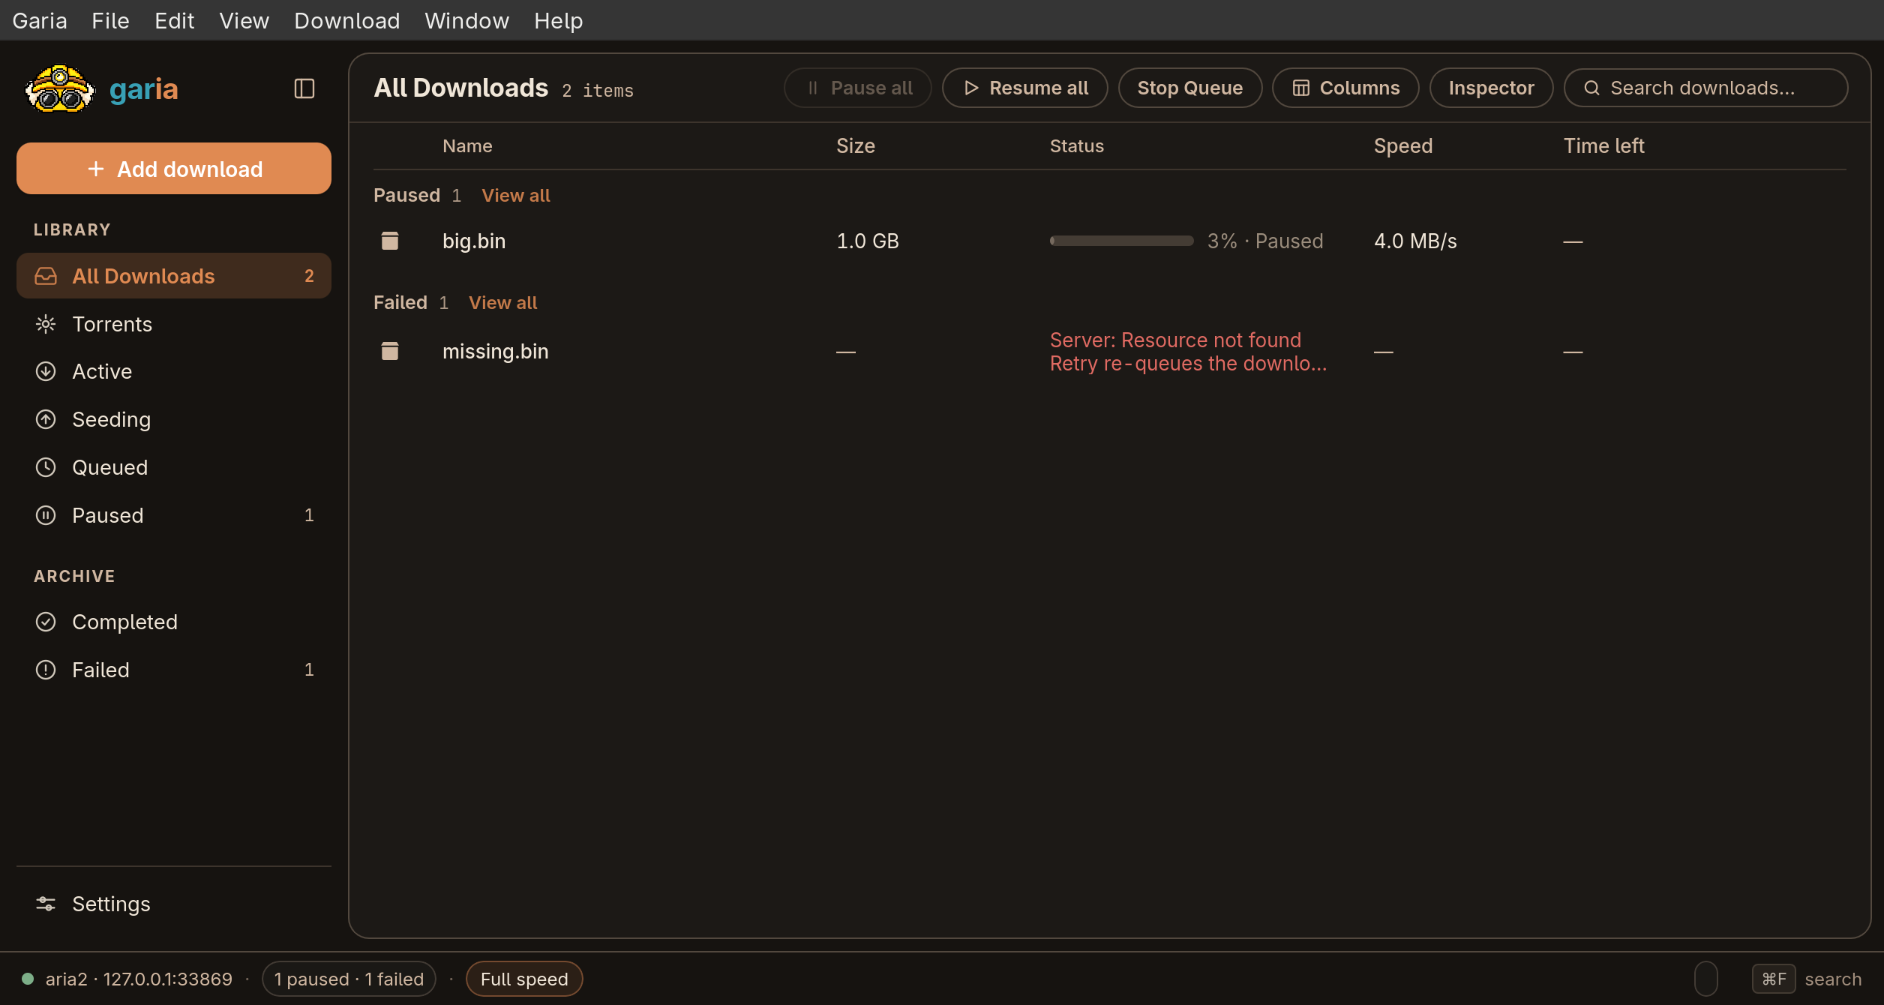 Garia File Edit View Download Window Help
garia
All Downloads 2 items
Pause all
Resume all
Stop Queue
Columns
Inspector
Search downloads...
Add download
LIBRARY
All Downloads 2
Torrents
Active
Seeding
Queued
Paused 1
ARCHIVE
Completed
Failed 1
Settings
Name Size Status Speed Time left
Paused 1 View all
big.bin 1.0 GB 3% · Paused 4.0 MB/s —
Failed 1 View all
missing.bin — Server: Resource not found — —
Retry re-queues the downlo...
aria2 · 127.0.0.1:33869 · 1 paused · 1 failed · Full speed
⌘F search